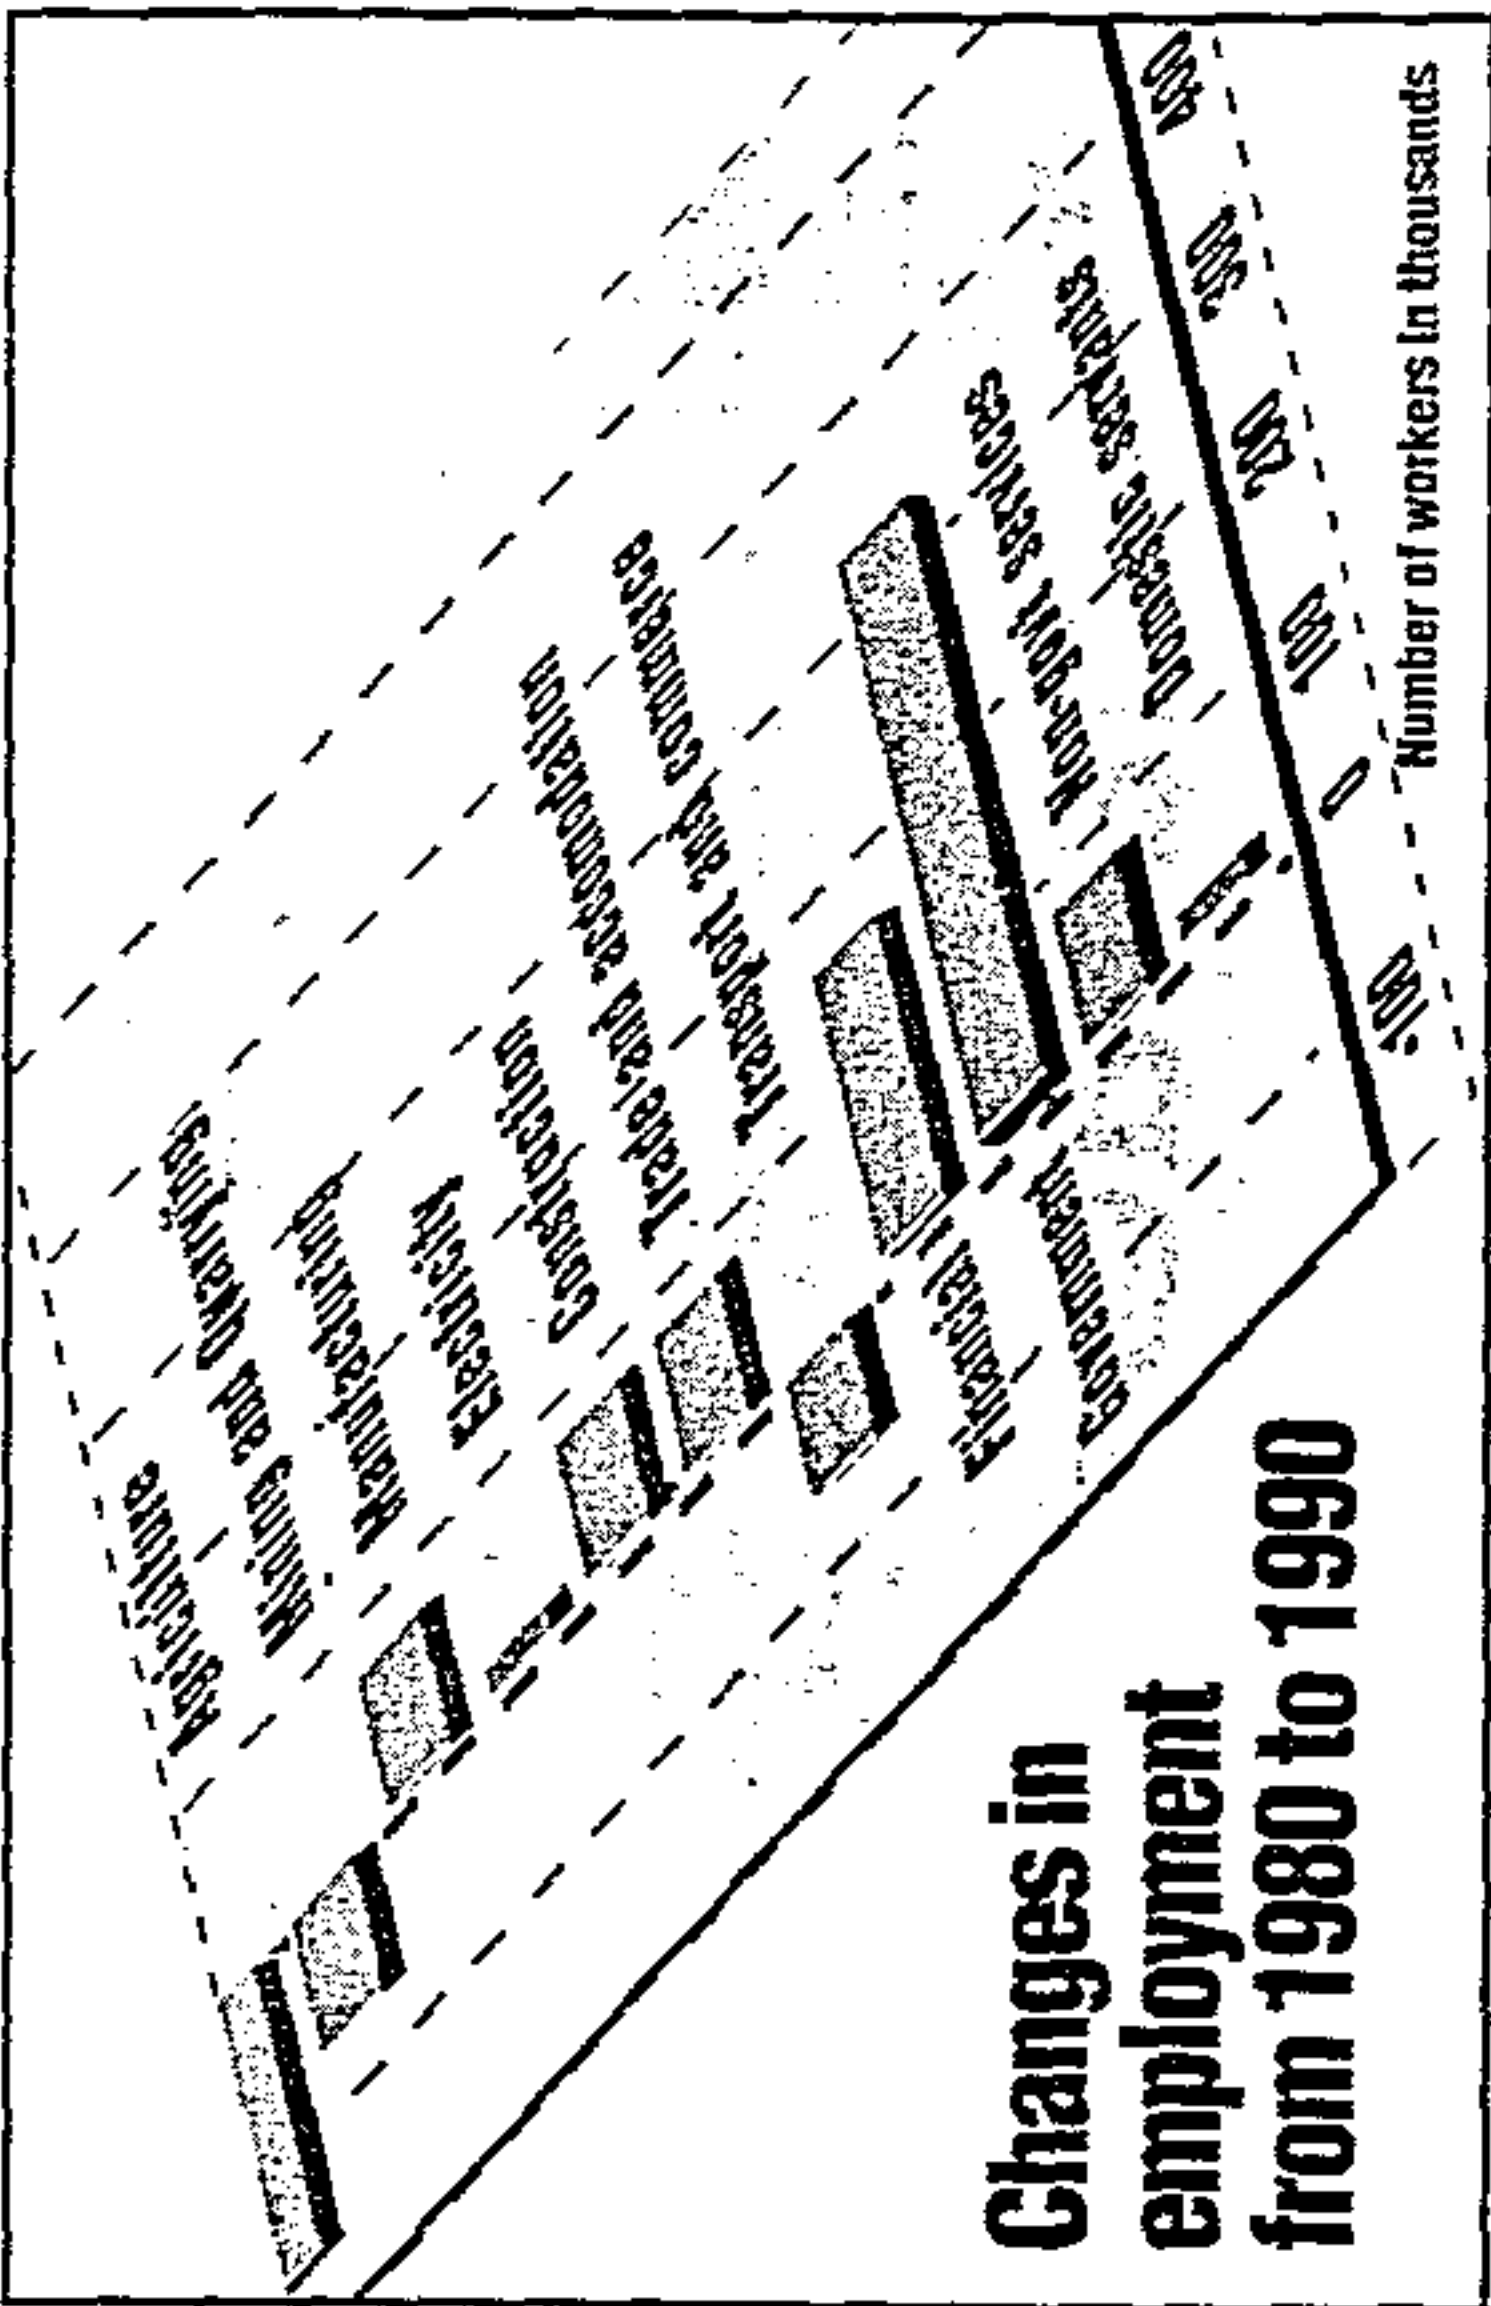 Changes in
employment
from 1980 to 1990
Agriculture
Mining and quarrying
Manufacturing
Electricity
Construction
Trade and accomodation
Transport and commerce
Financial
Government
Non-govt services
Domestic servants
-100
0
100
200
300
400
Number of workers in thousands